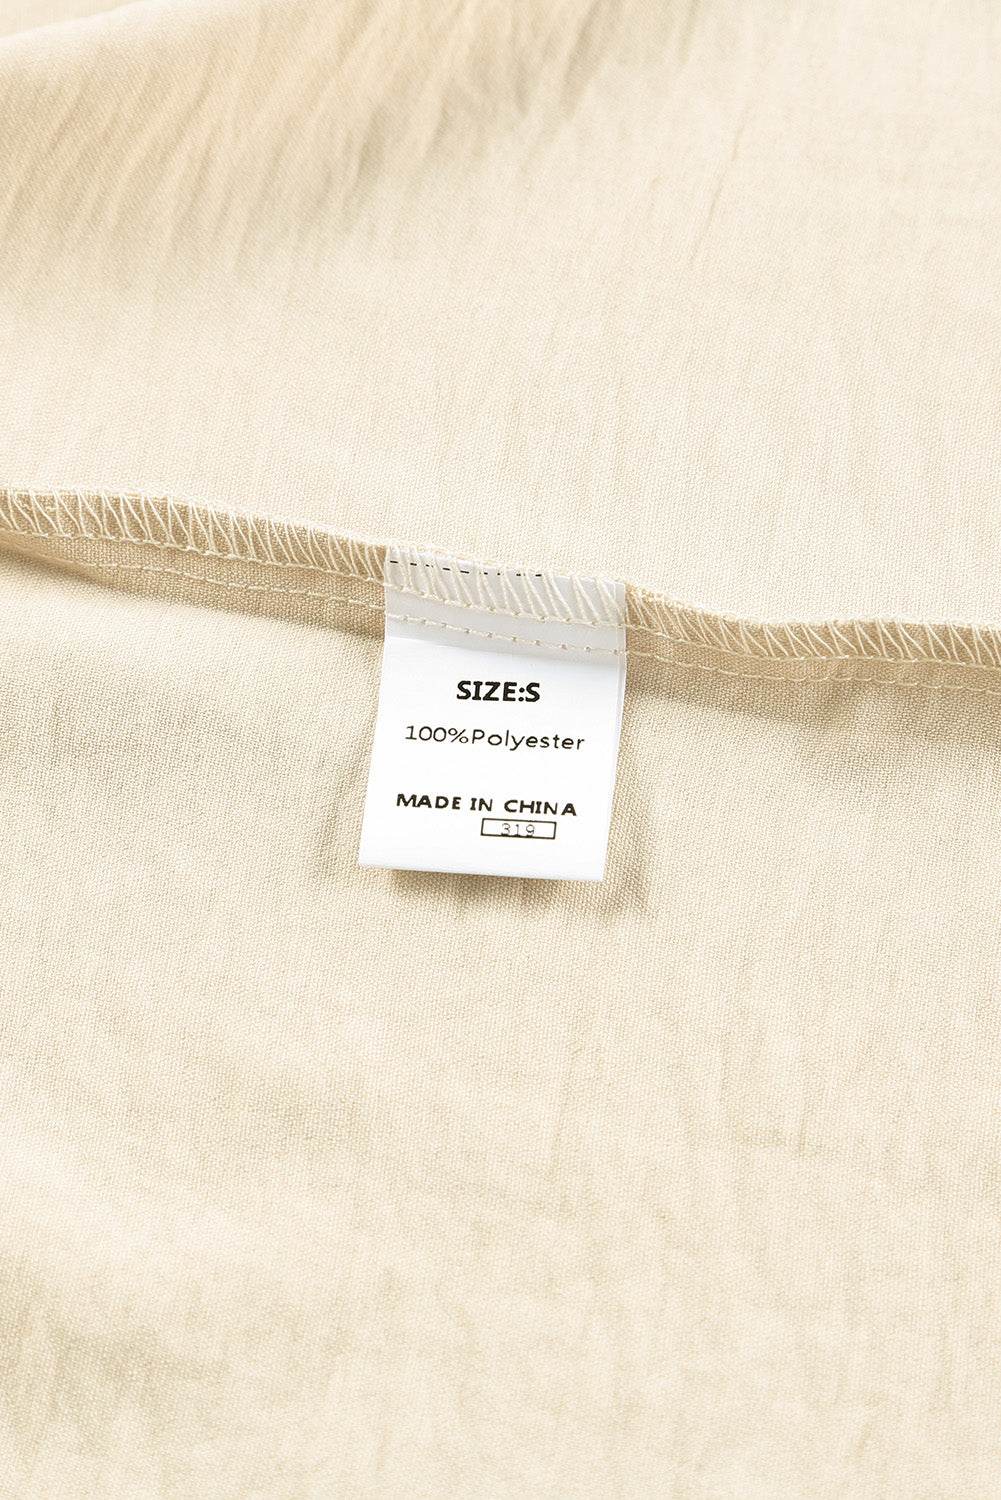 SIZE:S
100%Polyester
MADE IN CHINA
319